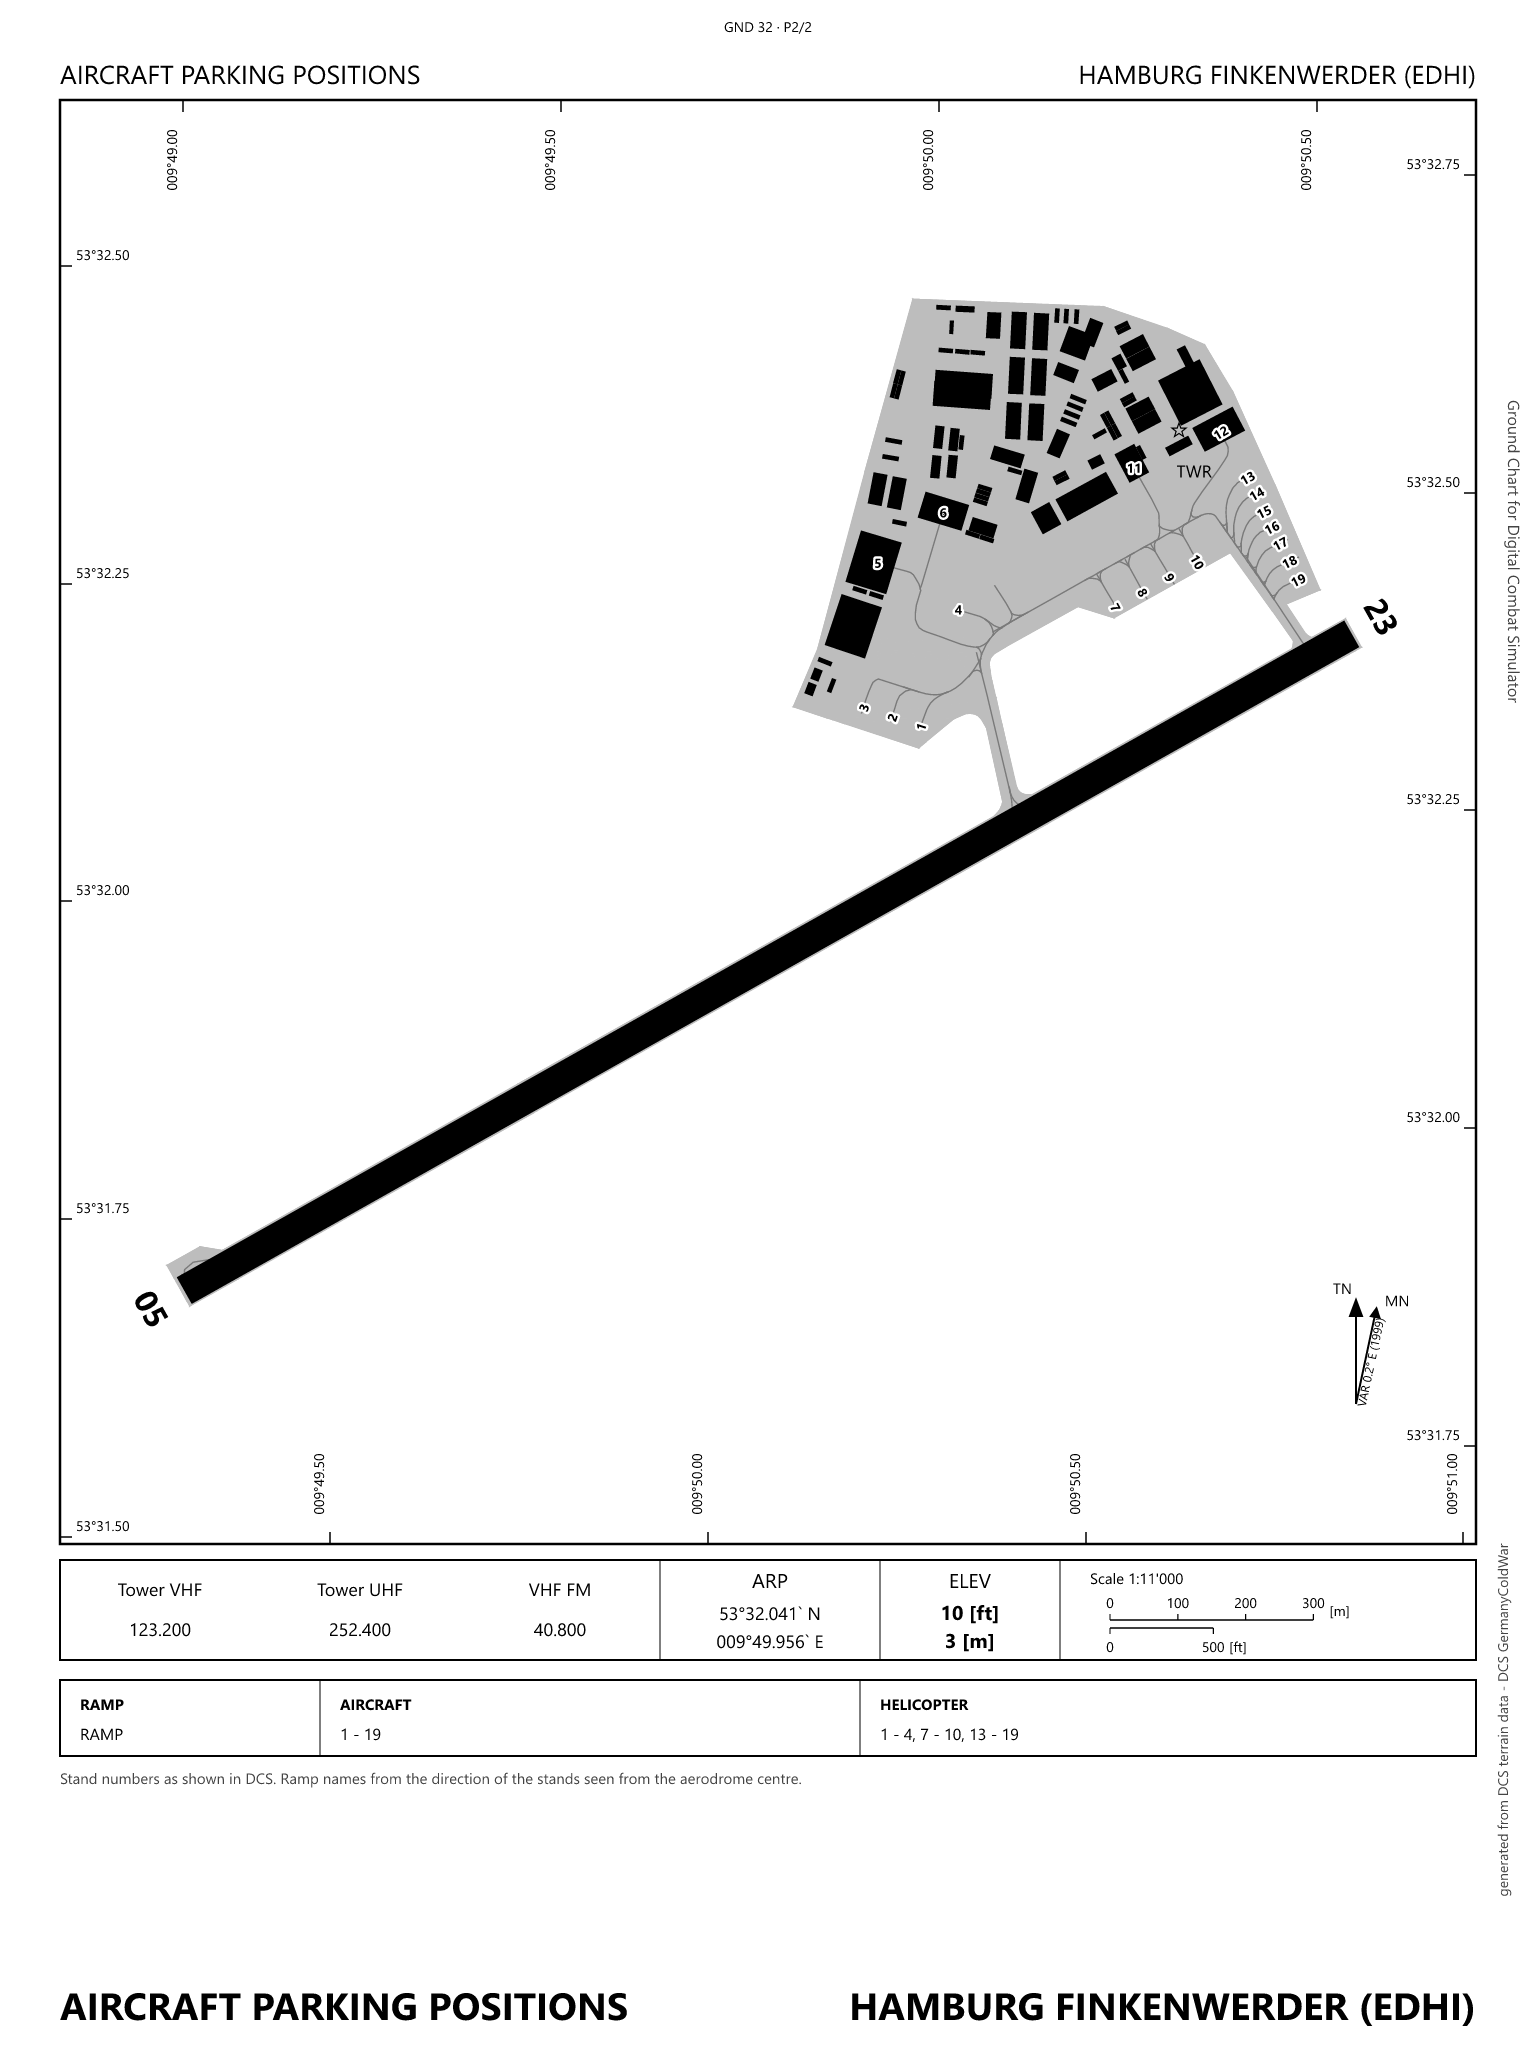 GND 32 · P2/2
AIRCRAFT PARKING POSITIONS
HAMBURG FINKENWERDER (EDHI)
009°49.00
009°49.50
009°50.00
009°50.50
53°32.75
53°32.50
53°32.50
53°32.25
53°32.25
53°32.00
53°32.00
53°31.75
53°31.75
53°31.50
12
11
TWR
13
14
15
16
17
18
19
6
5
4
10
9
8
7
3
2
1
23
05
TN
MN
VAR 0.2° E (1999)
009°49.50
009°50.00
009°50.50
009°51.00
Ground Chart for Digital Combat Simulator
generated from DCS terrain data - DCS GermanyColdWar
Tower VHF
123.200
Tower UHF
252.400
VHF FM
40.800
ARP
53°32.041` N
009°49.956` E
ELEV
10 [ft]
3 [m]
Scale 1:11'000
0 100 200 300 [m]
0 500 [ft]
RAMP AIRCRAFT HELICOPTER
RAMP 1 - 19 1 - 4, 7 - 10, 13 - 19
Stand numbers as shown in DCS. Ramp names from the direction of the stands seen from the aerodrome centre.
AIRCRAFT PARKING POSITIONS
HAMBURG FINKENWERDER (EDHI)